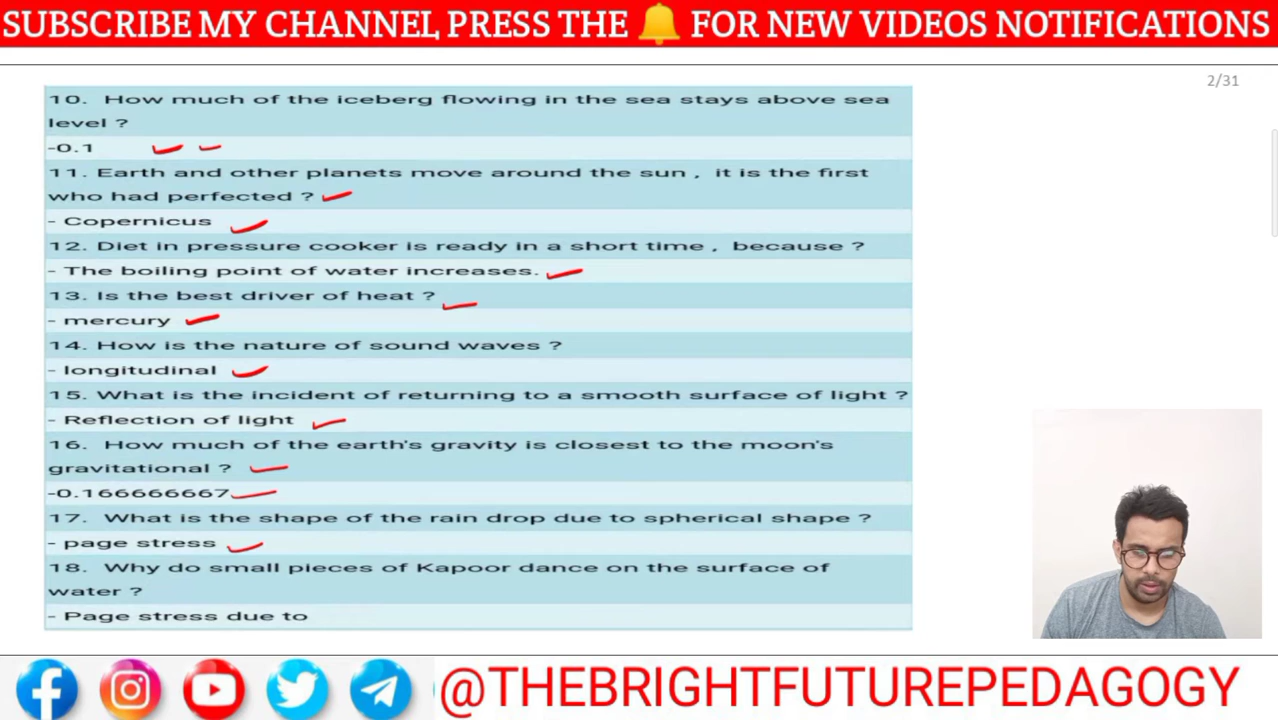 SUBSCRIBE MY CHANNEL, PRESS THE 🔔 FOR NEW VIDEOS NOTIFICATIONS
2/31
10. How much of the iceberg flowing in the sea stays above sea
level ?
-0.1
11. Earth and other planets move around the sun , it is the first
who had perfected ?
- Copernicus
12. Diet in pressure cooker is ready in a short time , because ?
- The boiling point of water increases.
13. Is the best driver of heat ?
- mercury
14. How is the nature of sound waves ?
- longitudinal
15. What is the incident of returning to a smooth surface of light ?
- Reflection of light
16. How much of the earth's gravity is closest to the moon's
gravitational ?
-0.166666667
17. What is the shape of the rain drop due to spherical shape ?
- page stress
18. Why do small pieces of Kapoor dance on the surface of
water ?
- Page stress due to
@THEBRIGHTFUTUREPEDAGOGY